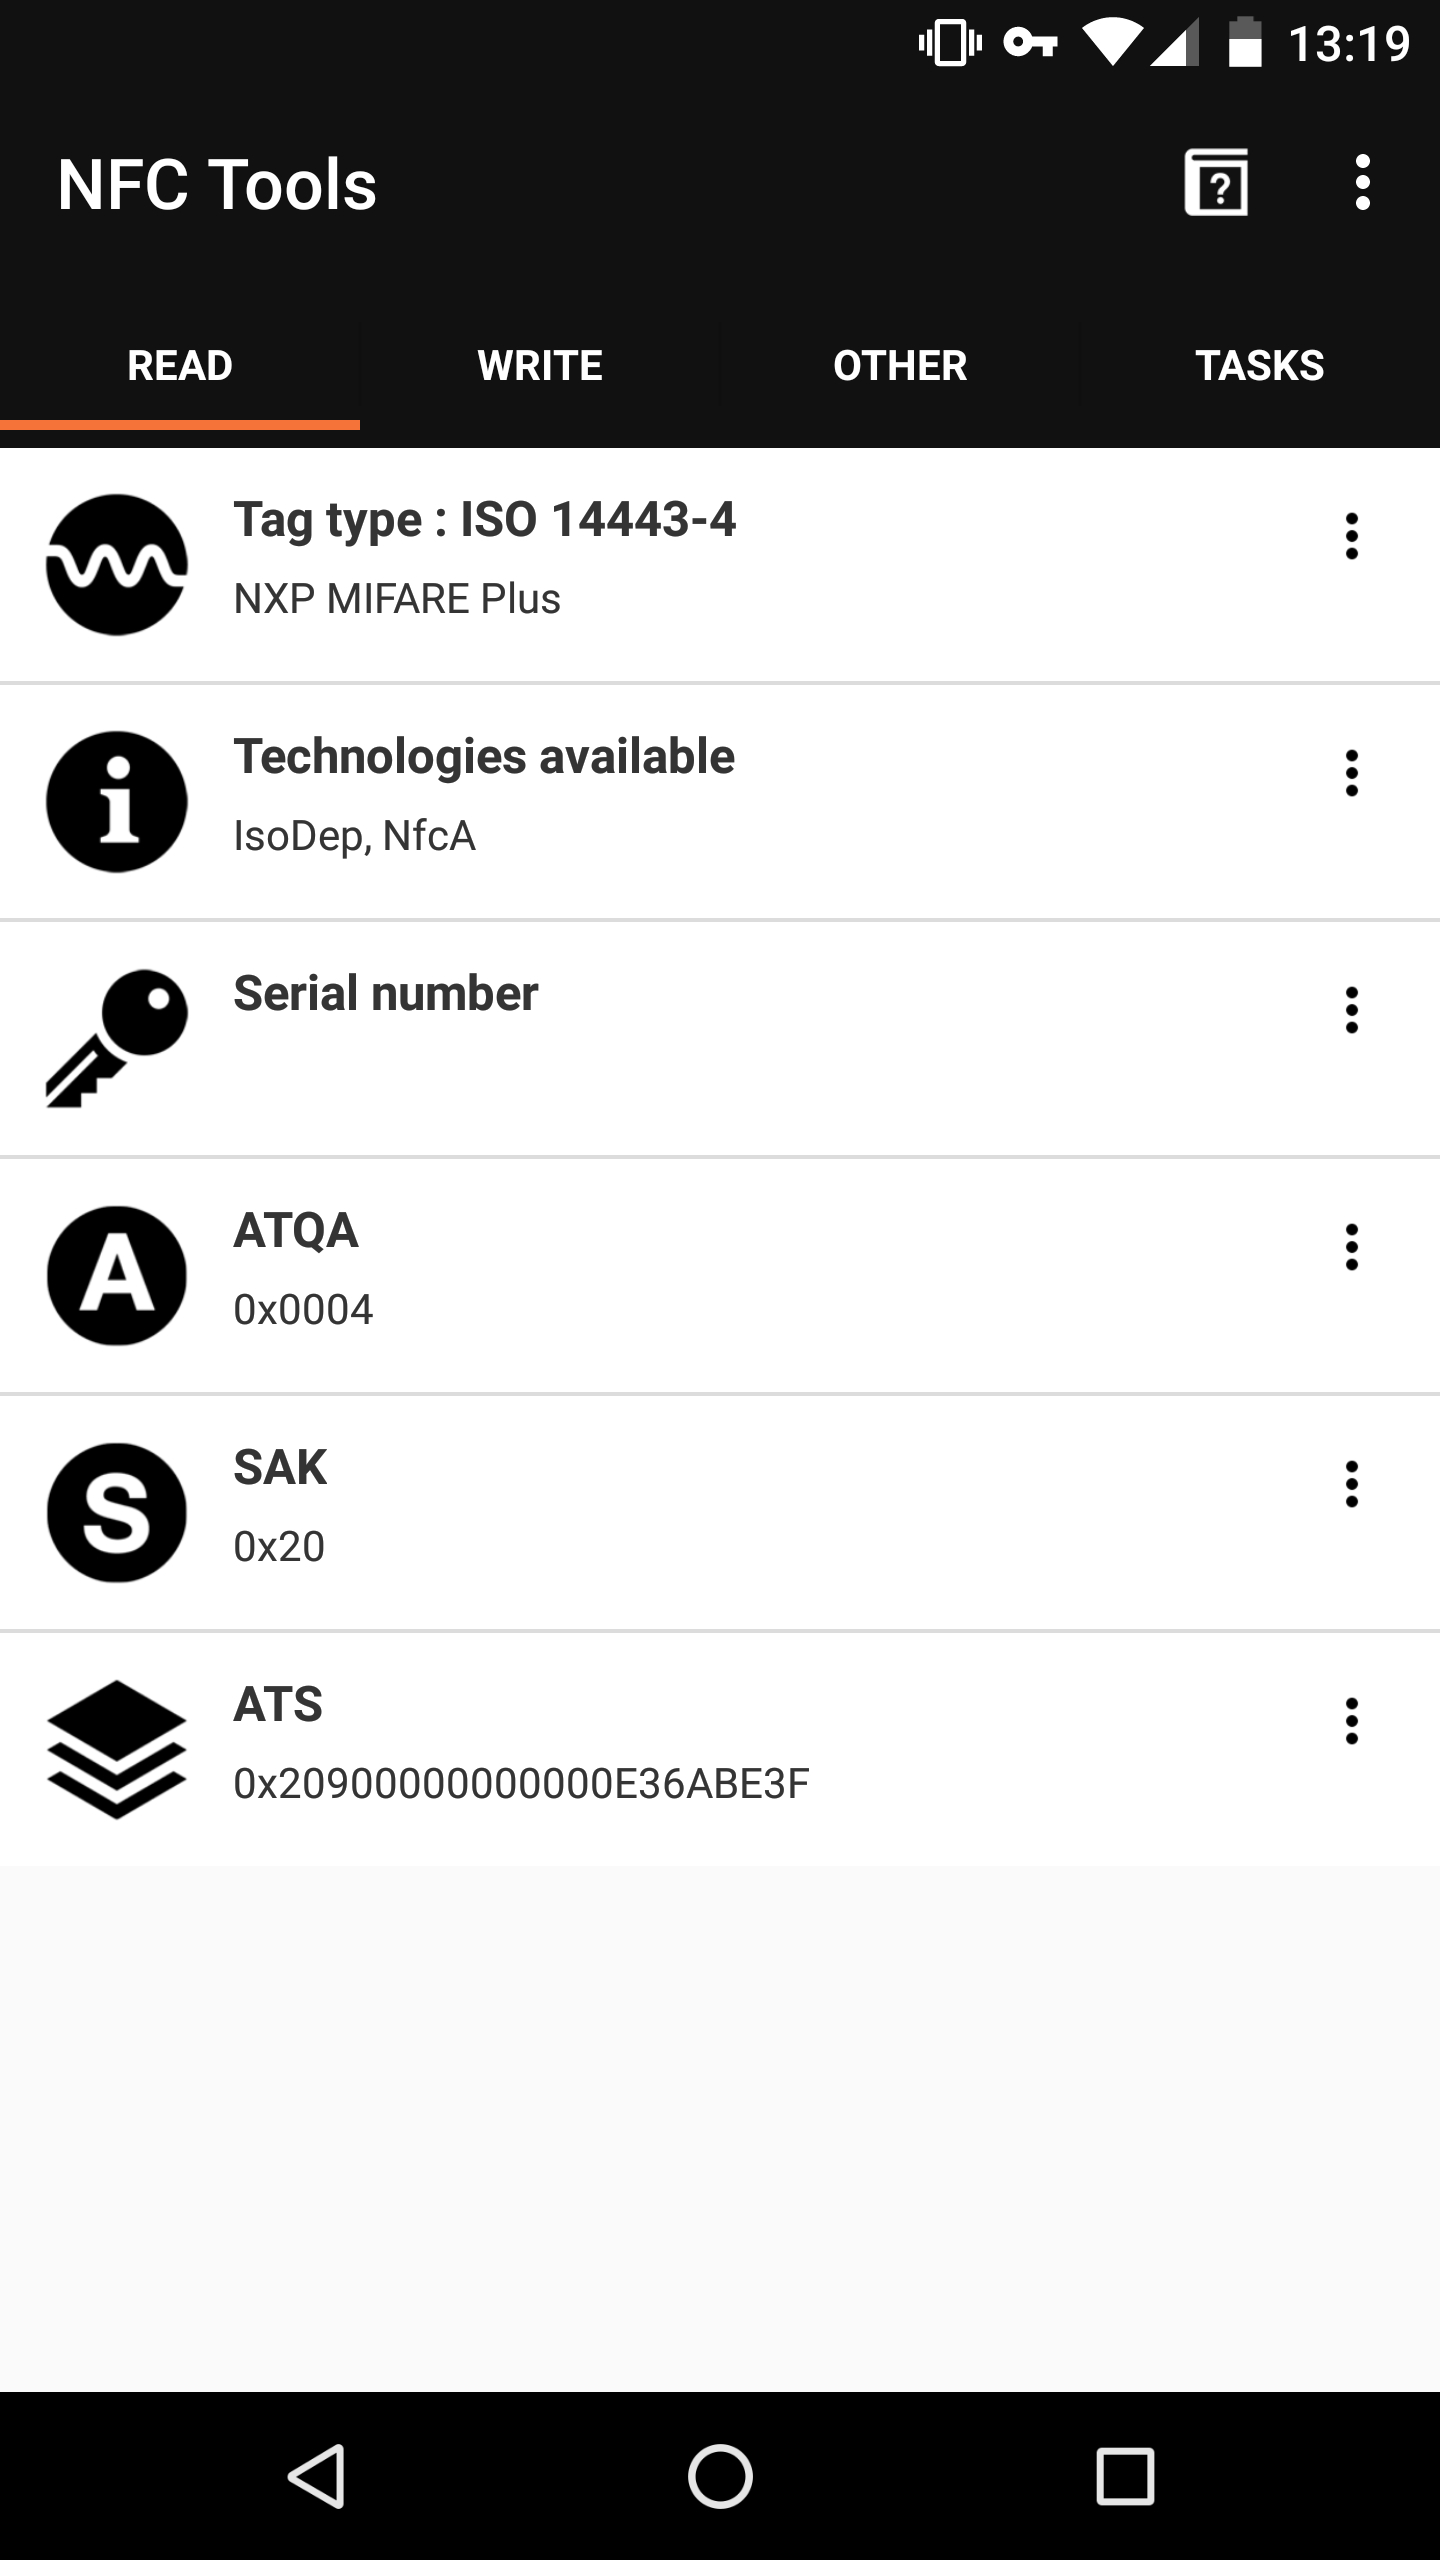 13:19
NFC Tools
?
READ WRITE OTHER TASKS
Tag type : ISO 14443-4
NXP MIFARE Plus
i
Technologies available
IsoDep, NfcA
Serial number
A
ATQA
0x0004
S
SAK
0x20
ATS
0x20900000000000E36ABE3F